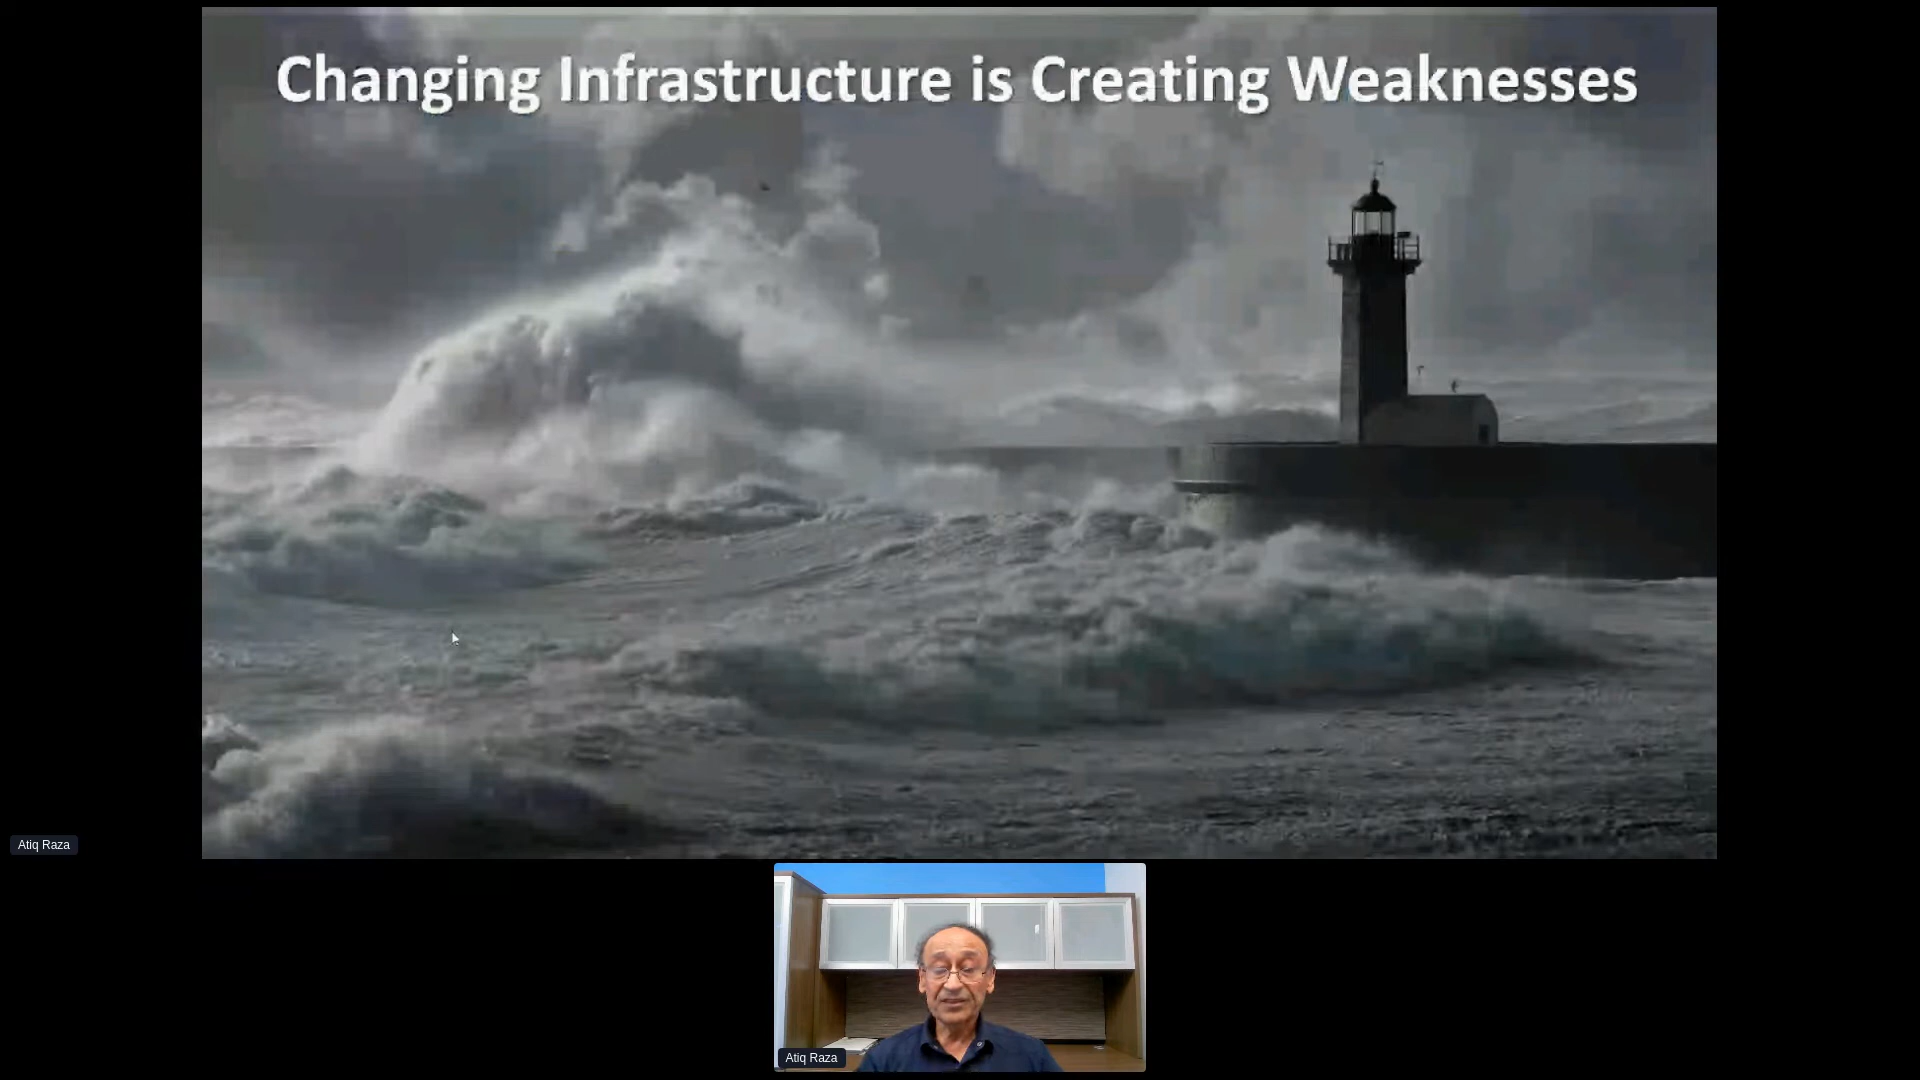 Changing Infrastructure is Creating Weaknesses
Atiq Raza
Atiq Raza